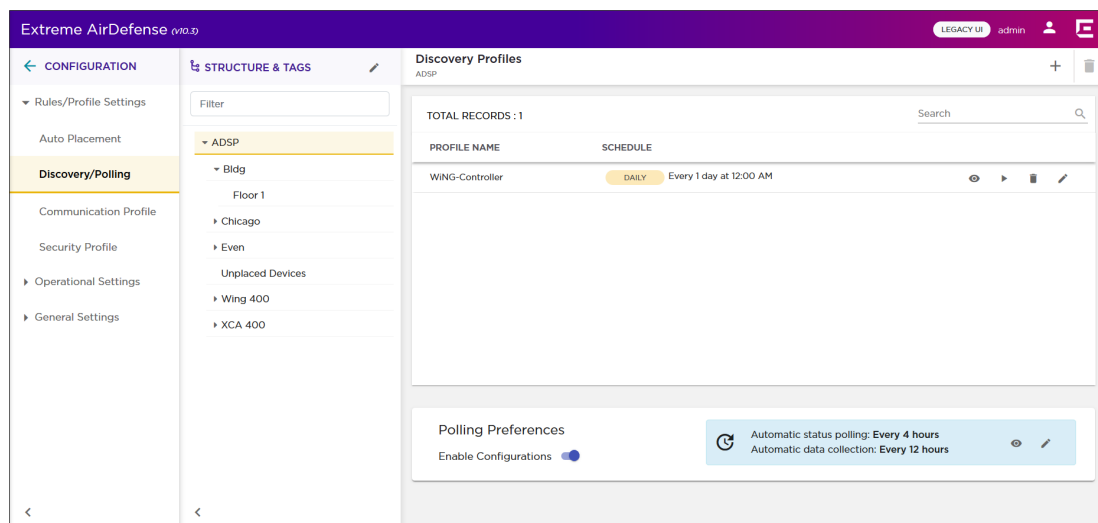 Extreme AirDefense (v10.3)
LEGACY UI admin
CONFIGURATION
Rules/Profile Settings
Auto Placement
Discovery/Polling
Communication Profile
Security Profile
Operational Settings
General Settings
STRUCTURE & TAGS
Filter
ADSP
Bldg
Floor 1
Chicago
Even
Unplaced Devices
Wing 400
XCA 400
Discovery Profiles
ADSP
TOTAL RECORDS : 1
Search
PROFILE NAME SCHEDULE
WiNG-Controller DAILY Every 1 day at 12:00 AM
Polling Preferences
Enable Configurations
Automatic status polling: Every 4 hours
Automatic data collection: Every 12 hours